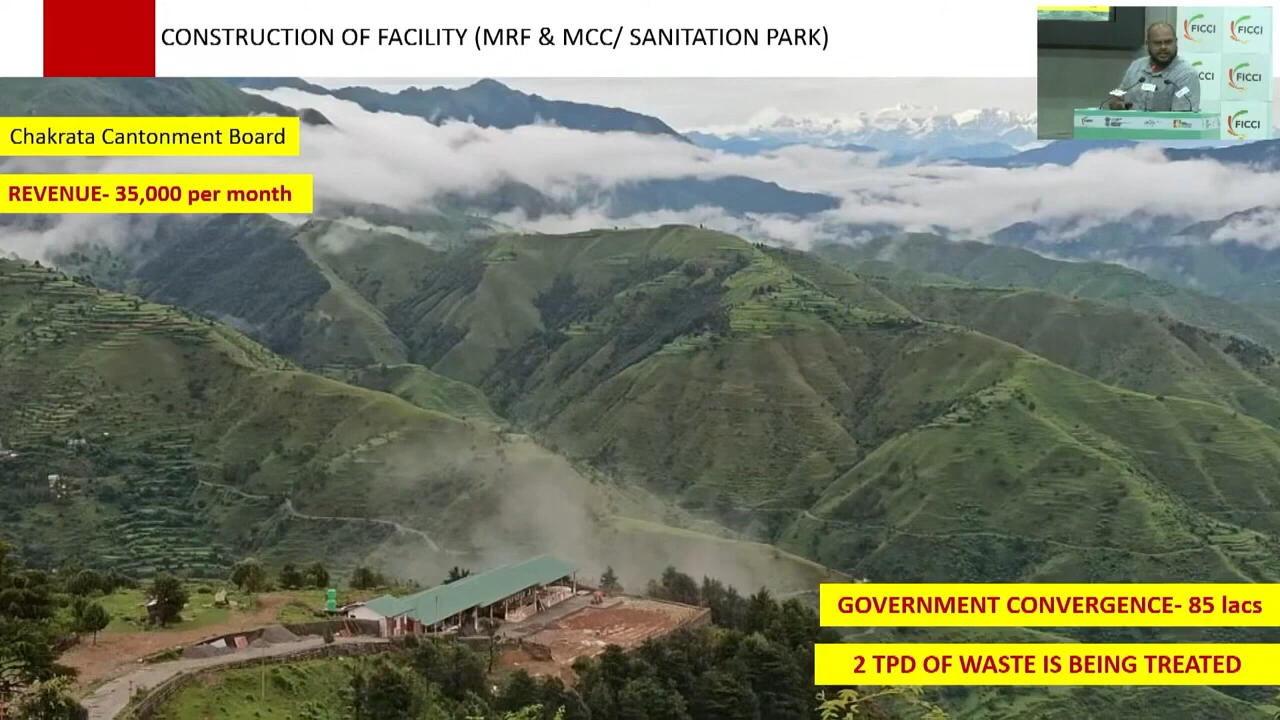 CONSTRUCTION OF FACILITY (MRF & MCC/ SANITATION PARK)
FICCI
FICCI
CCI
FICCI
FICCI
Chakrata Cantonment Board
REVENUE- 35,000 per month
GOVERNMENT CONVERGENCE- 85 lacs
2 TPD OF WASTE IS BEING TREATED